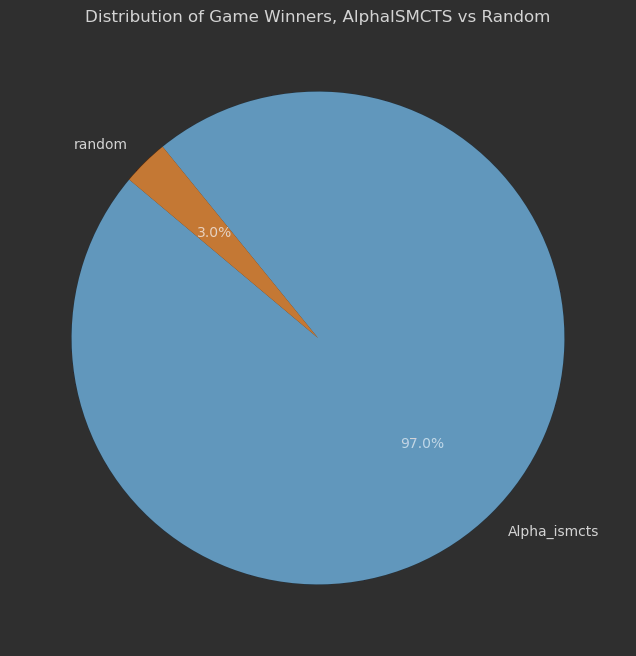 Distribution of Game Winners, AlphaISMCTS vs Random
random
3.0%
97.0%
Alpha_ismcts